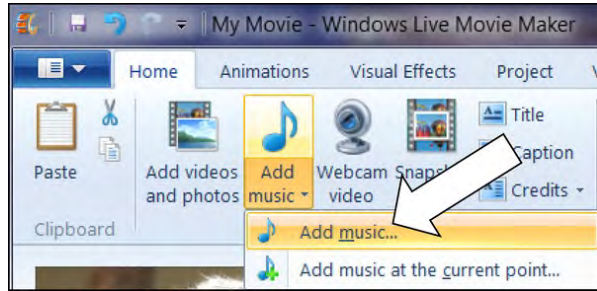 My Movie - Windows Live Movie Maker
Home Animations Visual Effects Project
Paste
Add videos and photos
Add music
Webcam video
Title
Caption
Credits
Clipboard
Add music...
Add music at the current point...